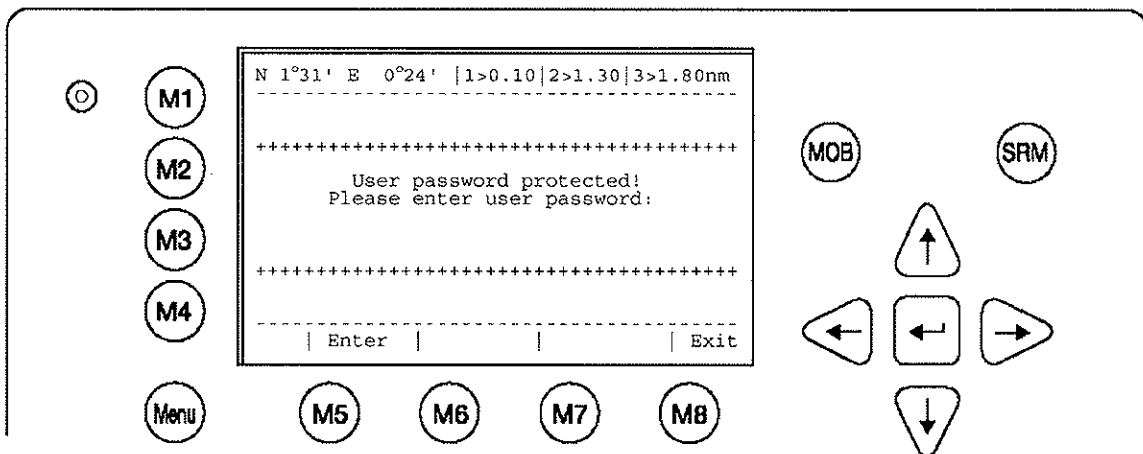 N 1°31' E 0°24' |1>0.10|2>1.30|3>1.80nm
----------------------------------------
M1
+++++++++++++++++++++++++++++++++++++++++
MOB SRM
M2
User password protected!
Please enter user password:
M3
+++++++++++++++++++++++++++++++++++++++++
M4
----------------------------------------
| Enter | | | Exit
Menu M5 M6 M7 M8